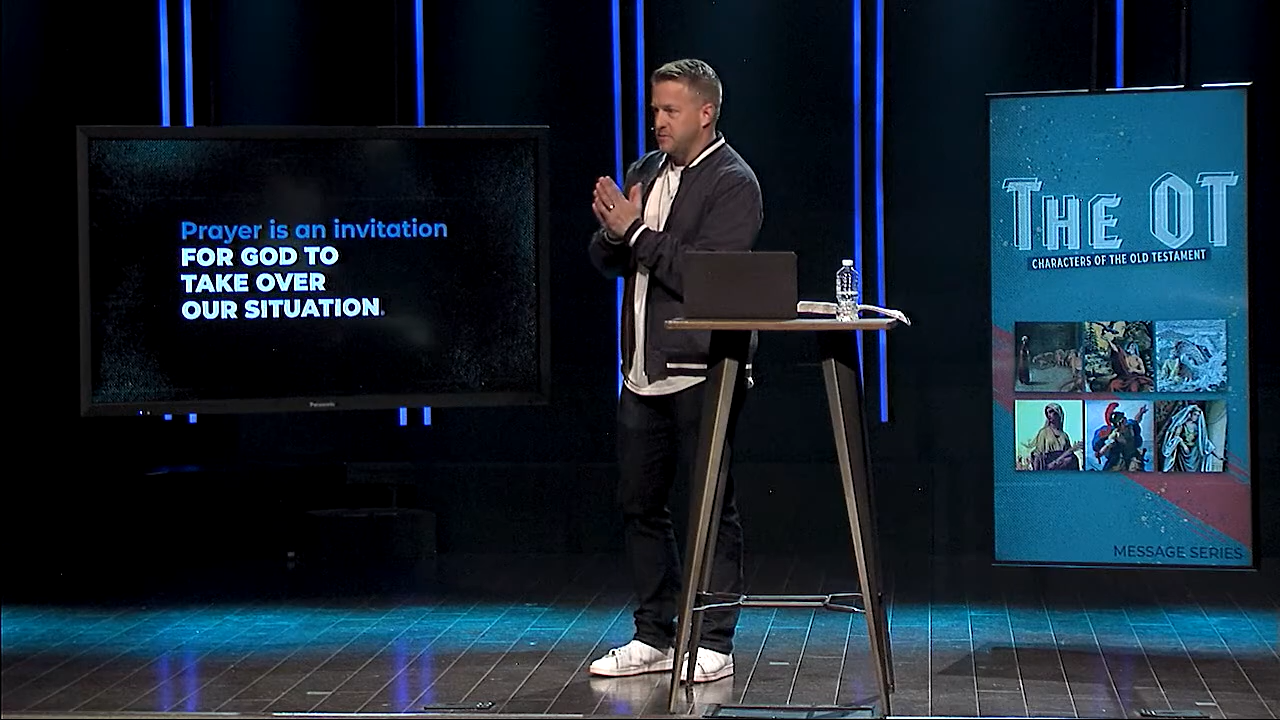 Prayer is an invitation
FOR GOD TO
TAKE OVER
OUR SITUATION.
Panasonic
THE OT
CHARACTERS OF THE OLD TESTAMENT
MESSAGE SERIES